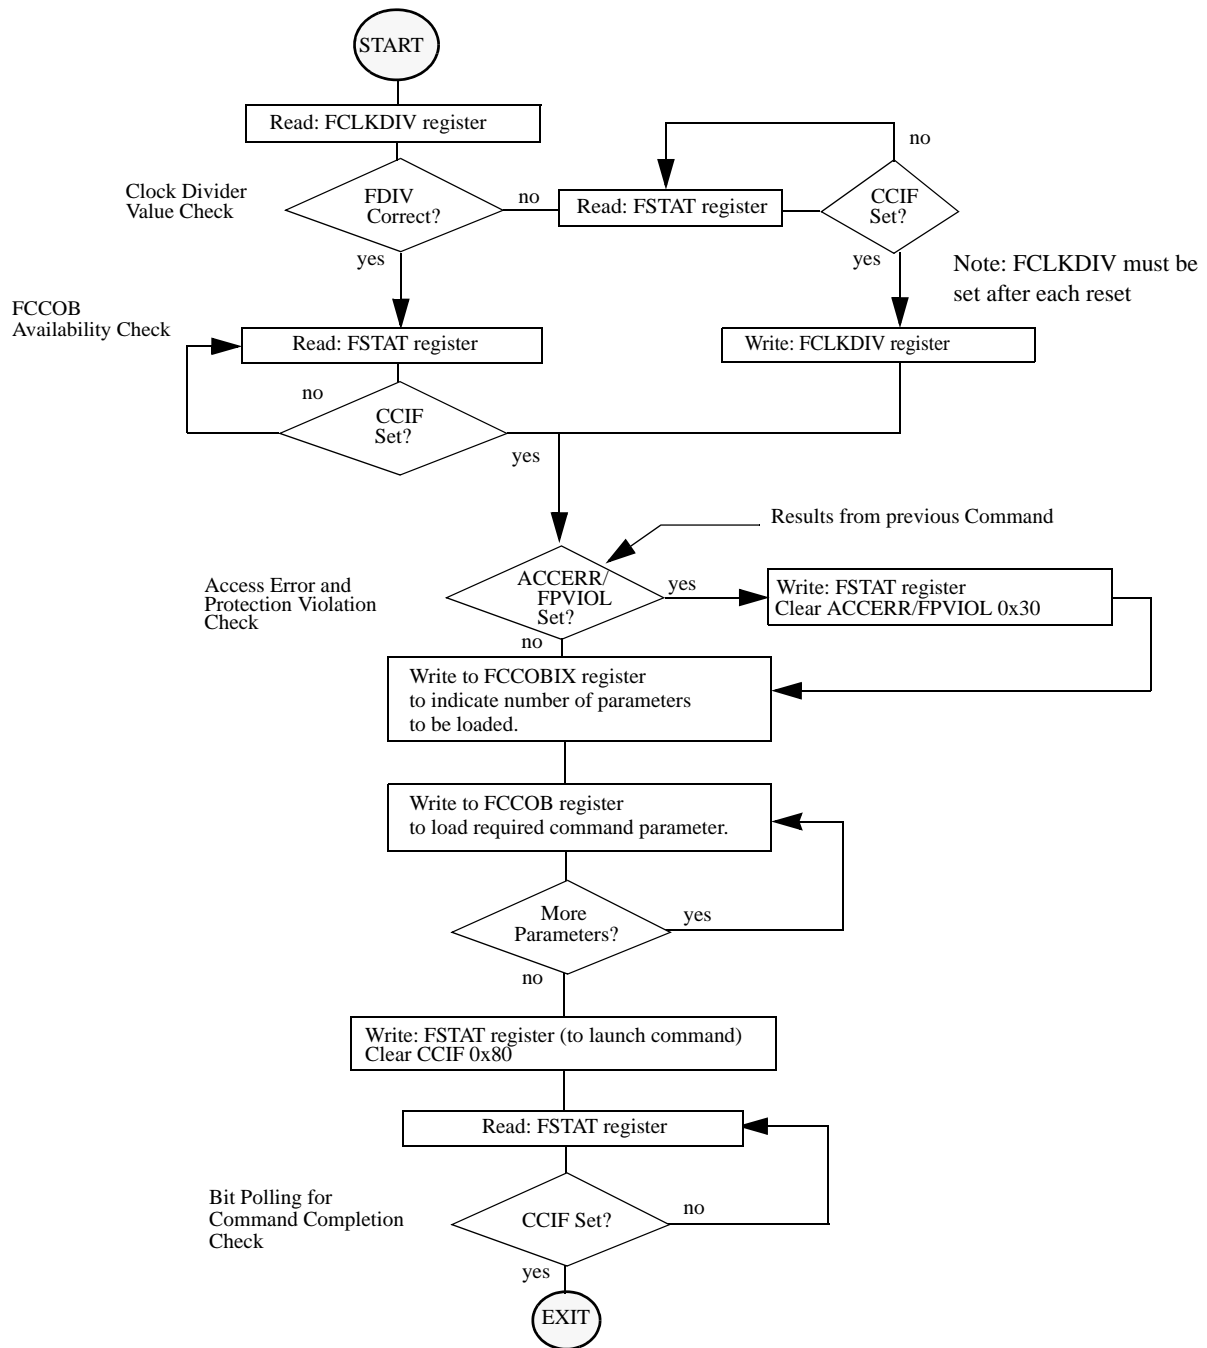 START
Read: FCLKDIV register
Clock Divider
Value Check
FDIV
Correct?
no
yes
Read: FSTAT register
no
CCIF
Set?
yes
Note: FCLKDIV must be
set after each reset
FCCOB
Availability Check
Read: FSTAT register
Write: FCLKDIV register
no
CCIF
Set?
yes
Results from previous Command
Access Error and
Protection Violation
Check
ACCERR/
FPVIOL
Set?
yes
no
Write: FSTAT register
Clear ACCERR/FPVIOL 0x30
Write to FCCOBIX register
to indicate number of parameters
to be loaded.
Write to FCCOB register
to load required command parameter.
More
Parameters?
yes
no
Write: FSTAT register (to launch command)
Clear CCIF 0x80
Read: FSTAT register
Bit Polling for
Command Completion
Check
CCIF Set?
no
yes
EXIT